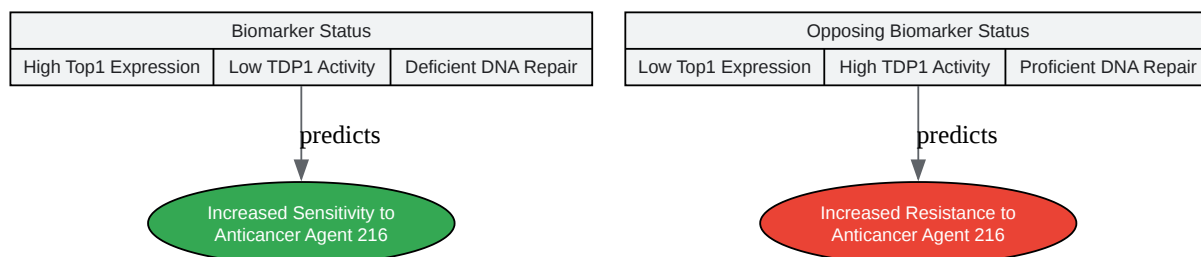 Biomarker Status
High Top1 Expression
Low TDP1 Activity
Deficient DNA Repair
predicts
Increased Sensitivity to
Anticancer Agent 216
Opposing Biomarker Status
Low Top1 Expression
High TDP1 Activity
Proficient DNA Repair
predicts
Increased Resistance to
Anticancer Agent 216